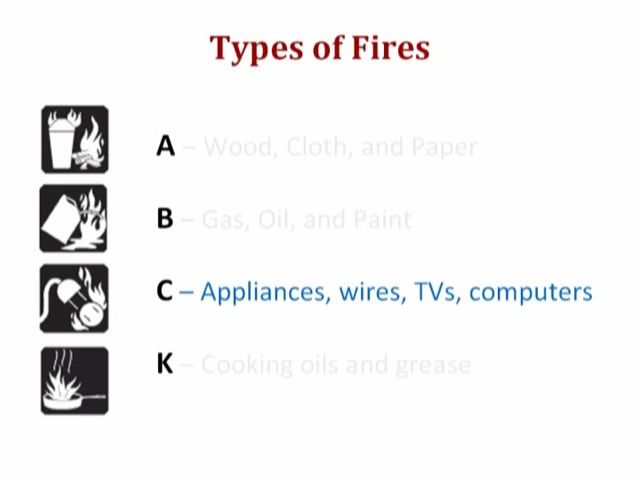 Types of Fires
A – Wood, Cloth, and Paper
B – Gas, Oil, and Paint
C – Appliances, wires, TVs, computers
K – Cooking oils and grease